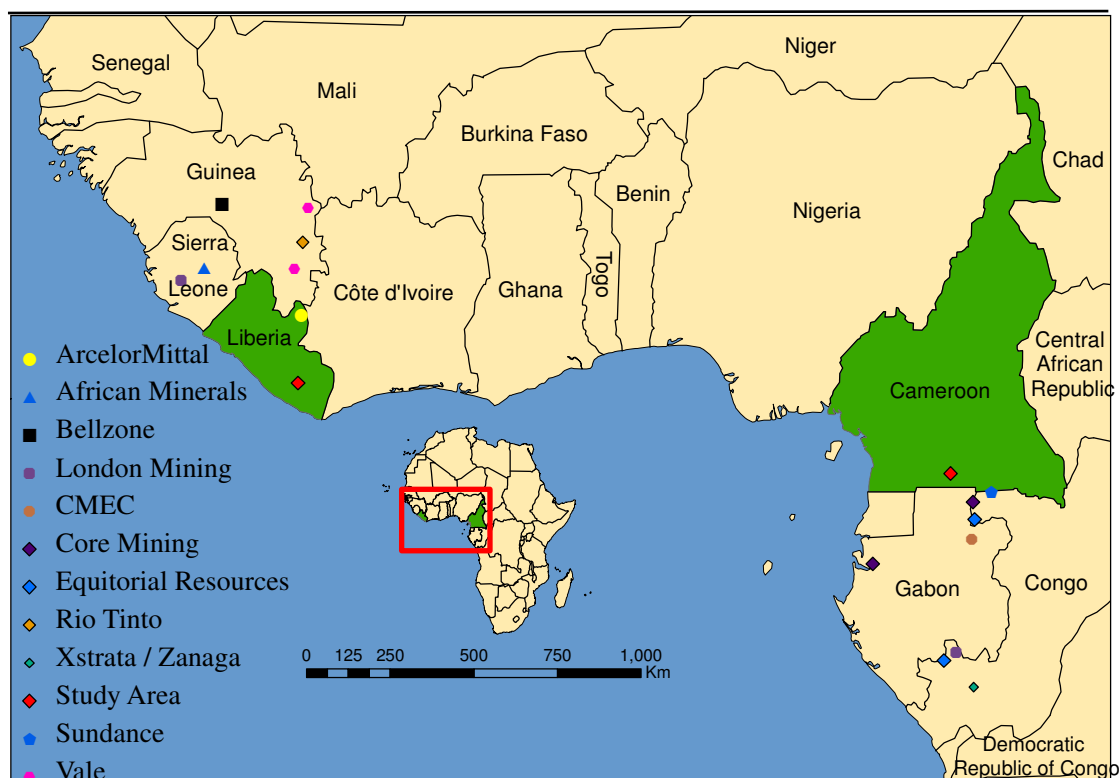 Niger
Senegal
Mali
Burkina Faso
Chad
Guinea
Benin
Nigeria
Sierra
Leone
Togo
Côte d'Ivoire
Ghana
Liberia
Central
African
Republic
Cameroon
ArcelorMittal
African Minerals
Bellzone
London Mining
CMEC
Core Mining
Equitorial Resources
Rio Tinto
Xstrata / Zanaga
Study Area
Sundance
Vale
Gabon
Congo
0 125 250 500 750 1,000
Km
Democratic
Republic of Congo